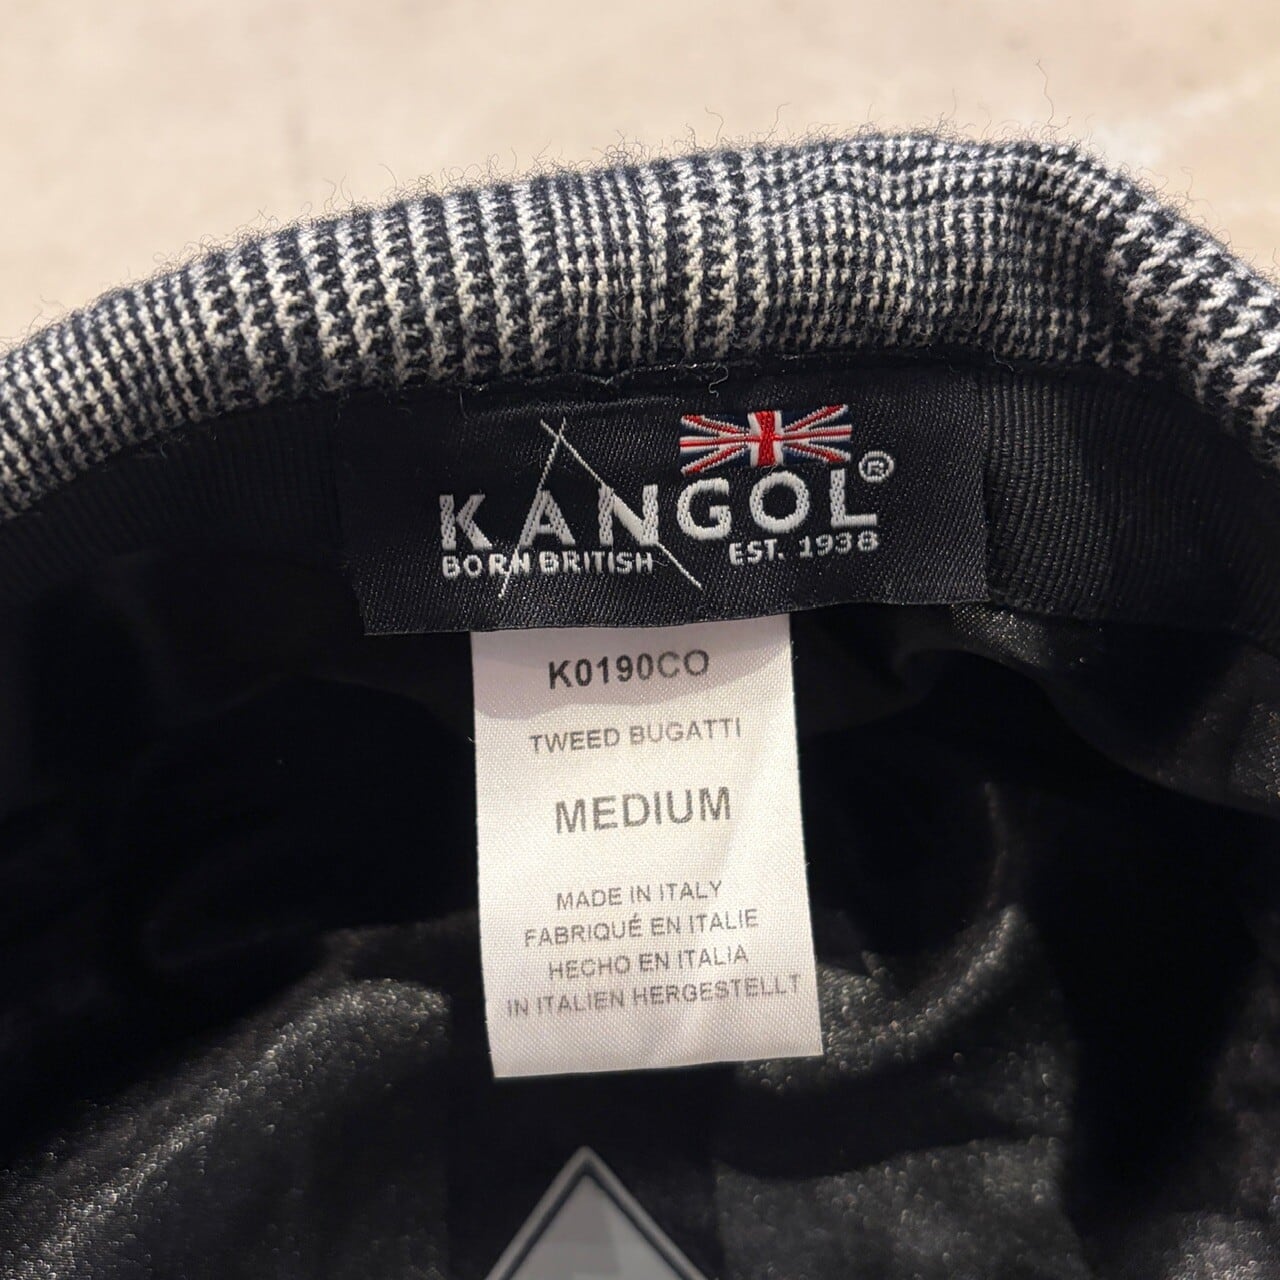 KANGOL®
BORN BRITISH EST. 1938
K0190CO
TWEED BUGATTI
MEDIUM
MADE IN ITALY
FABRIQUÉ EN ITALIE
HECHO EN ITALIA
IN ITALIEN HERGESTELLT